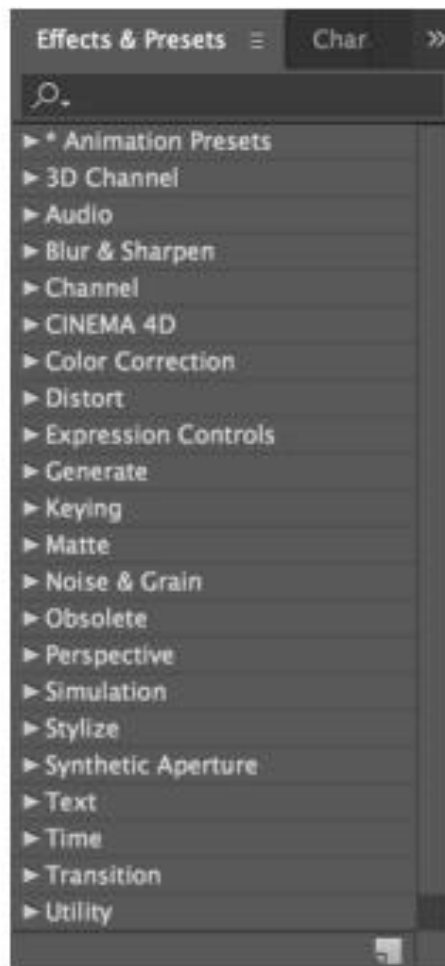 Effects & Presets Char
* Animation Presets
3D Channel
Audio
Blur & Sharpen
Channel
CINEMA 4D
Color Correction
Distort
Expression Controls
Generate
Keying
Matte
Noise & Grain
Obsolete
Perspective
Simulation
Stylize
Synthetic Aperture
Text
Time
Transition
Utility